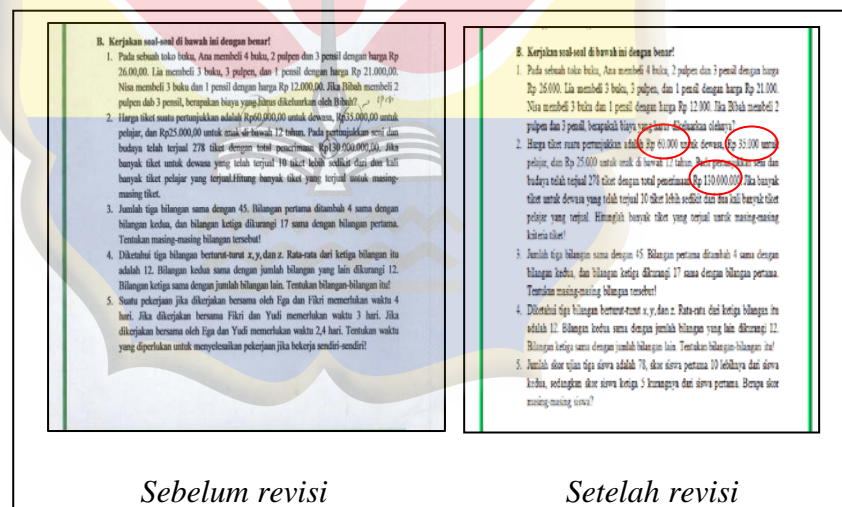 B. Kerjakan soal-soal di bawah ini dengan benar!
1. Pada sebuah toko buku, Ana membeli 4 buku, 2 pulpen dan 3 pensil dengan harga Rp
26.00,00. Lia membeli 3 buku, 3 pulpen, dan 1 pensil dengan harga Rp 21.000,00.
Nisa membeli 3 buku dan 1 pensil dengan harga Rp 12.000,00. Jika Bibah membeli 2
pulpen dab 3 pensil, berapakan biaya yang harus dikeluarkan oleh Bibah?
2. Harga tiket suatu pertunjukkan adalah Rp60,000,00 untuk dewasa, Rp35.000,00 untuk
pelajar, dan Rp25.000,00 untuk anak di bawah 12 tahun. Pada pertunjukkan seni dan
budaya telah terjual 278 tiket dengan total penerimaan Rp130.000.000,00. Jika
banyak tiket untuk dewasa yang telah terjual 10 tiket lebih sedikit dari dua kali
banyak tiket pelajar yang terjual.Hitung banyak tiket yang terjual untuk masing-
masing tiket.
3. Jumlah tiga bilangan sama dengan 45. Bilangan pertama ditambah 4 sama dengan
bilangan kedua, dan bilangan ketiga dikurangi 17 sama dengan bilangan pertama.
Tentukan masing-masing bilangan tersebut!
4. Diketahui tiga bilangan berturut-turut x, y, dan z. Rata-rata dari ketiga bilangan itu
adalah 12. Bilangan kedua sama dengan jumlah bilangan yang lain dikurangi 12.
Bilangan ketiga sama dengan jumlah bilangan lain. Tentukan bilangan-bilangan itu!
5. Suatu pekerjaan jika dikerjakan bersama oleh Ega dan Fikri memerlukan waktu 4
hari. Jika dikerjakan bersama Fikri dan Yudi memerlukan waktu 3 hari. Jika
dikerjakan bersama oleh Ega dan Yudi memerlukan waktu 2,4 hari. Tentukan waktu
yang diperlukan untuk menyelesaikan pekerjaan jika bekerja sendiri-sendiri!
Sebelum revisi
B. Kerjakan soal-soal di bawah ini dengan benar!
1. Pada sebuah toko buku, Ana membeli 4 buku, 2 pulpen dan 3 pensil dengan harga
Rp 26.000. Lia membeli 3 buku, 3 pulpen, dan 1 pensil dengan harga Rp 21.000.
Nisa membeli 3 buku dan 1 pensil dengan harga Rp 12.000. Jika Bibah membeli 2
pulpen dan 3 pensil, berapakah biaya yang harus dikeluarkan olehnya?
2. Harga tiket suatu pertunjukkan adalah Rp 60.000 untuk dewasa, Rp 35.000 untuk
pelajar, dan Rp 25.000 untuk anak di bawah 12 tahun. Pada pertunjukkan seni dan
budaya telah terjual 278 tiket dengan total penerimaan Rp 130.000.000. Jika banyak
tiket untuk dewasa yang telah terjual 10 tiket lebih sedikit dari dua kali banyak tiket
pelajar yang terjual. Hitunglah banyak tiket yang terjual untuk masing-masing
kriteria tiket!
3. Jumlah tiga bilangan sama dengan 45. Bilangan pertama ditambah 4 sama dengan
bilangan kedua, dan bilangan ketiga dikurangi 17 sama dengan bilangan pertama.
Tentukan masing-masing bilangan tersebut!
4. Diketahui tiga bilangan berturut-turut x, y, dan z. Rata-rata dari ketiga bilangan itu
adalah 12. Bilangan kedua sama dengan jumlah bilangan yang lain dikurangi 12.
Bilangan ketiga sama dengan jumlah bilangan lain. Tentukan bilangan-bilangan itu!
5. Jumlah skor ujian tiga siswa adalah 78, skor siswa pertama 10 lebihnya dari siswa
kedua, sedangkan skor siswa ketiga 5 kurangnya dari siswa pertama. Berapa skor
masing-masing siswa?
Setelah revisi